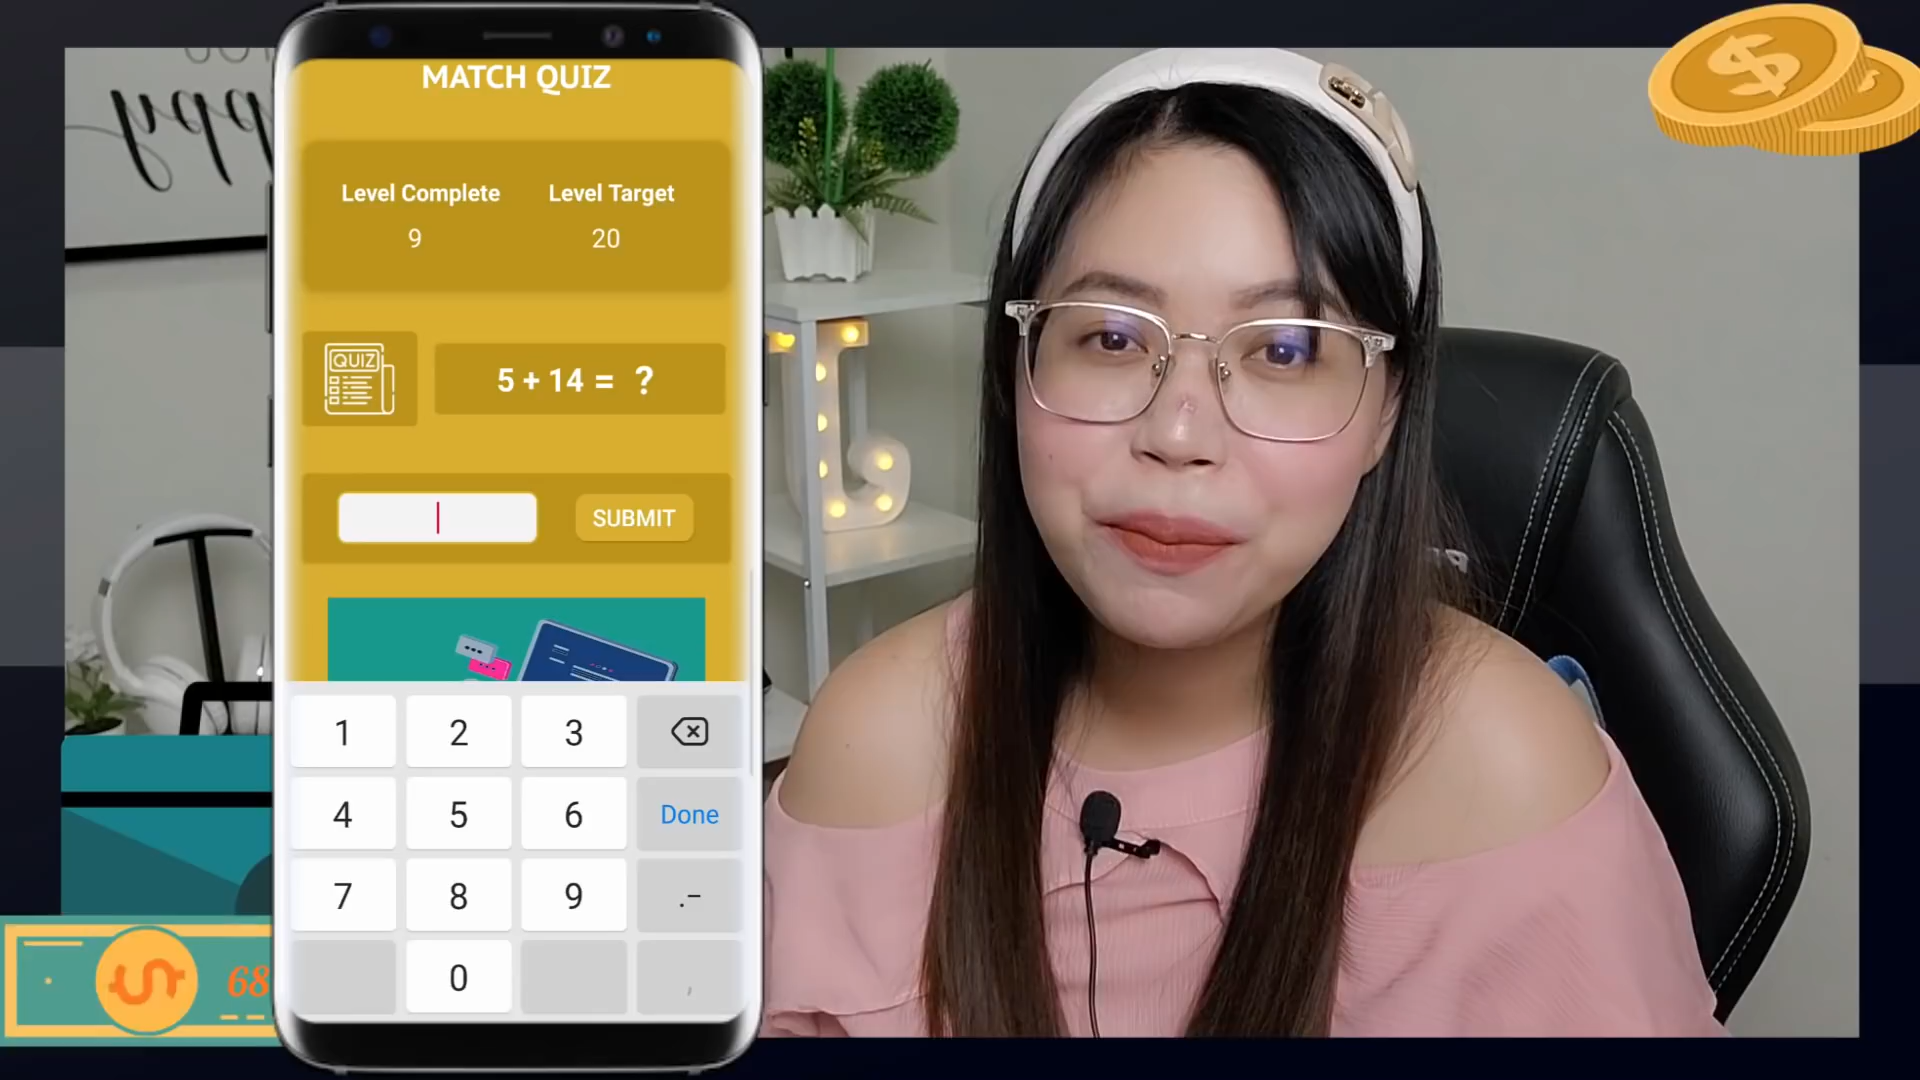 MATCH QUIZ
Level Complete
Level Target
9
20
QUIZ
5 + 14 = ?
SUBMIT
1 2 3
4 5 6 Done
7 8 9 .-
0 ,
68